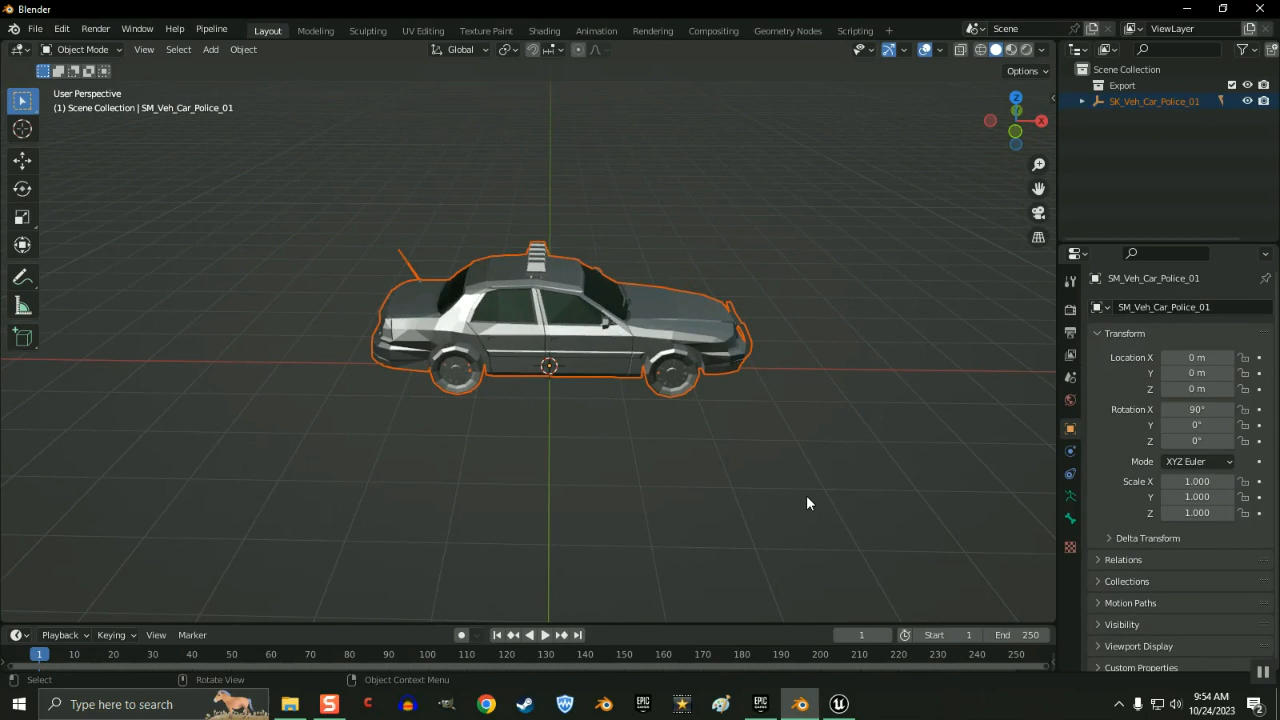 Blender
File Edit Render Window Help Pipeline
Layout Modeling Sculpting UV Editing Texture Paint Shading Animation Rendering Compositing Geometry Nodes Scripting +
Scene
ViewLayer
Object Mode View Select Add Object
Global
Options
User Perspective
(1) Scene Collection | SM_Veh_Car_Police_01
Z
Y
X
Scene Collection
Export
SK_Veh_Car_Police_01
SM_Veh_Car_Police_01
SM_Veh_Car_Police_01
Transform
Location X 0 m
Y 0 m
Z 0 m
Rotation X 90°
Y 0°
Z 0°
Mode XYZ Euler
Scale X 1.000
Y 1.000
Z 1.000
Delta Transform
Relations
Collections
Motion Paths
Visibility
Viewport Display
Custom Properties
Playback Keying View Marker
1 Start 1 End 250
1 10 20 30 40 50 60 70 80 90 100 110 120 130 140 150 160 170 180 190 200 210 220 230 240 250
Select Rotate View Object Context Menu
Type here to search
EPIC GAMES
EPIC GAMES
9:54 AM
10/24/2023
2